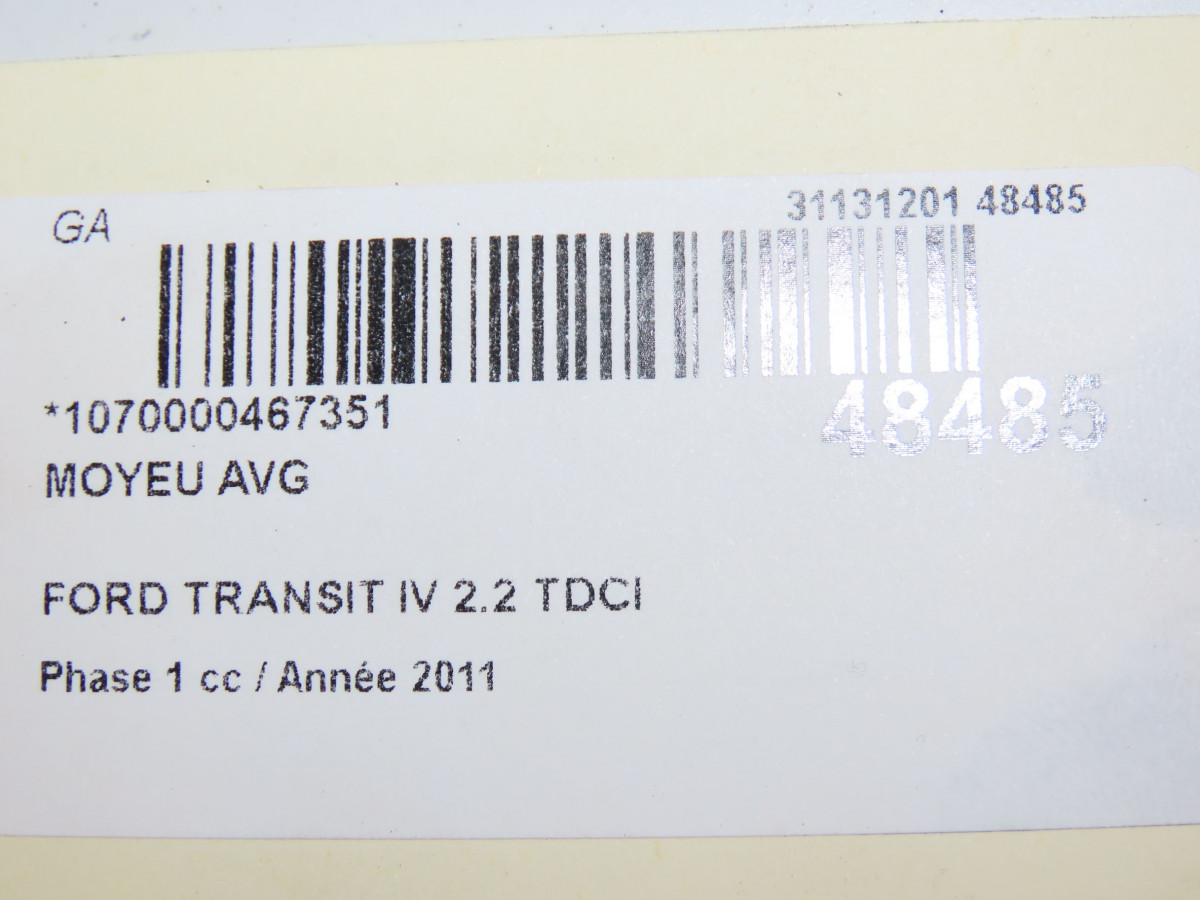 GA
31131201 48485
*1070000467351
48485
MOYEU AVG
FORD TRANSIT IV 2.2 TDCI
Phase 1 cc / Année 2011